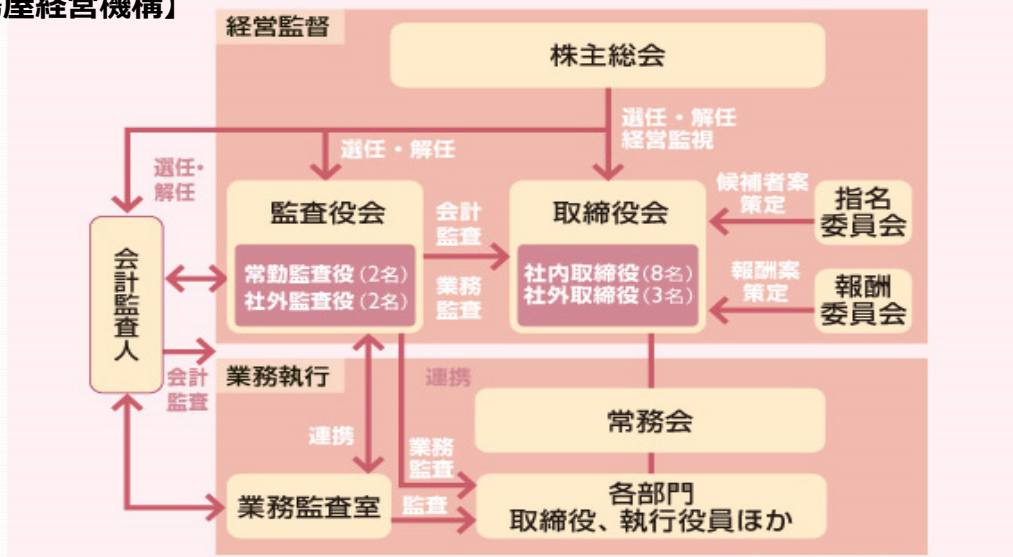 屋経営機構】
経営監督
株主総会
選任・解任
経営監視
選任・解任
選任・
解任
監査役会
常勤監査役(2名)
社外監査役(2名)
会計
監査
業務
監査
取締役会
社内取締役(8名)
社外取締役(3名)
候補者案
策定
指名
委員会
報酬案
策定
報酬
委員会
会計監査人
会計
監査
業務執行
連携
常務会
連携
業務
監査
業務監査室
監査
各部門
取締役、執行役員ほか